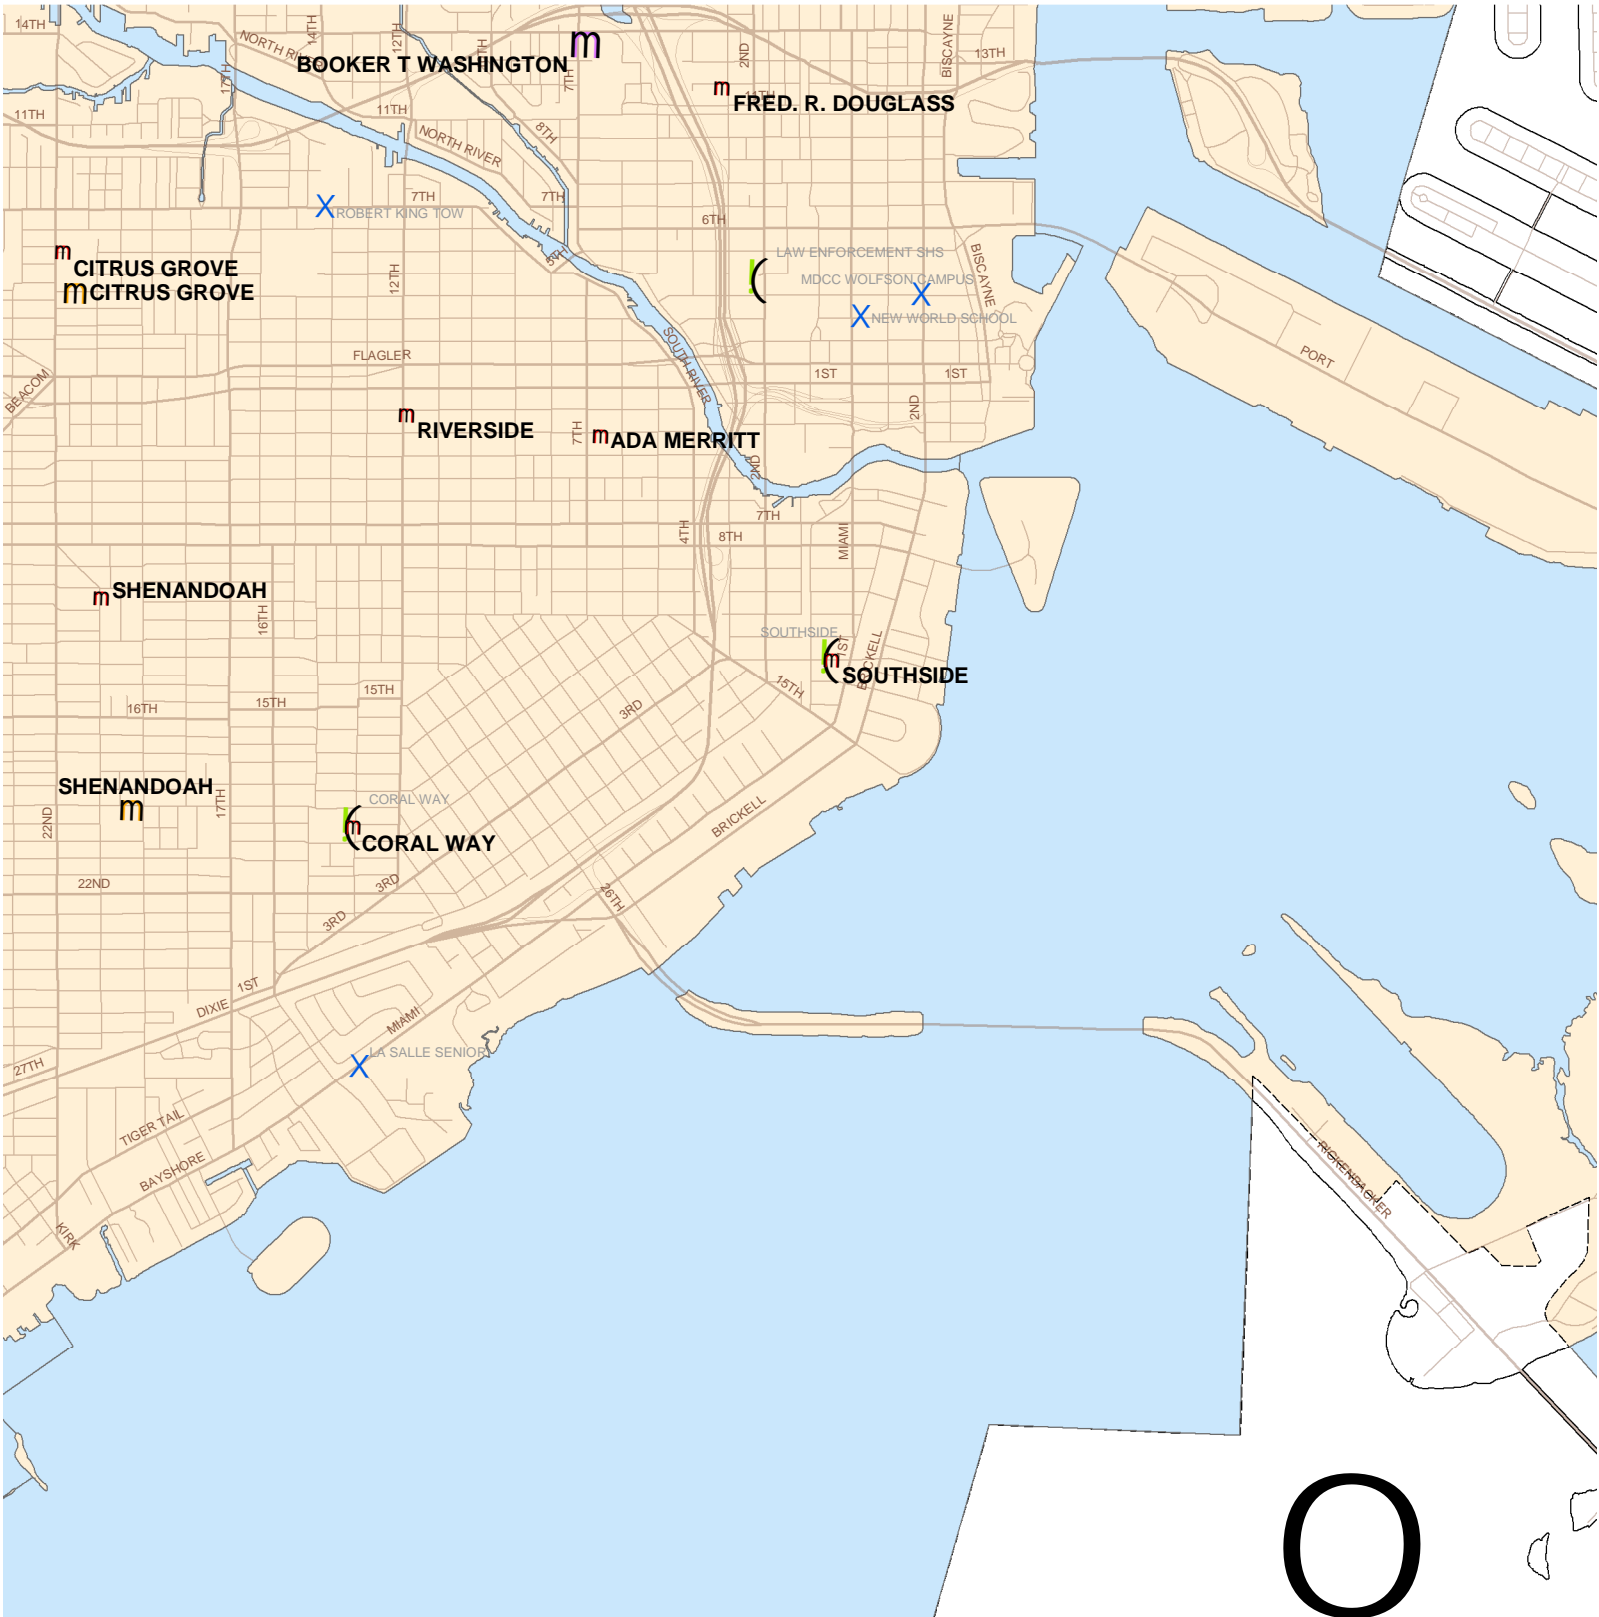 14TH
NORTH RIVER
14TH
12TH
7TH
m
BOOKER T WASHINGTON
7TH
2ND
BISCAYNE
13TH
17TH
m
11TH
FRED. R. DOUGLASS
11TH
11TH
NORTH RIVER
8TH
7TH
7TH
X
ROBERT KING TOW
6TH
m
CITRUS GROVE
m
CITRUS GROVE
12TH
5TH
LAW ENFORCEMENT SHS
(
MDCC WOLFSON CAMPUS
X
X
NEW WORLD SCHOOL
BISCAYNE
SOUTH RIVER
FLAGLER
PORT
1ST
1ST
BEACOM
2ND
m
RIVERSIDE
7TH
m
ADA MERRITT
2ND
7TH
4TH
8TH
MIAMI
m
SHENANDOAH
16TH
SOUTHSIDE
(
m
SOUTHSIDE
1ST
BRICKELL
15TH
15TH
15TH
16TH
3RD
SHENANDOAH
m
22ND
17TH
CORAL WAY
(
m
CORAL WAY
BRICKELL
22ND
3RD
3RD
26TH
DIXIE
1ST
MIAMI
27TH
LA SALLE SENIOR
X
TIGER TAIL
BAYSHORE
KIRK
RICKENBACKER
O